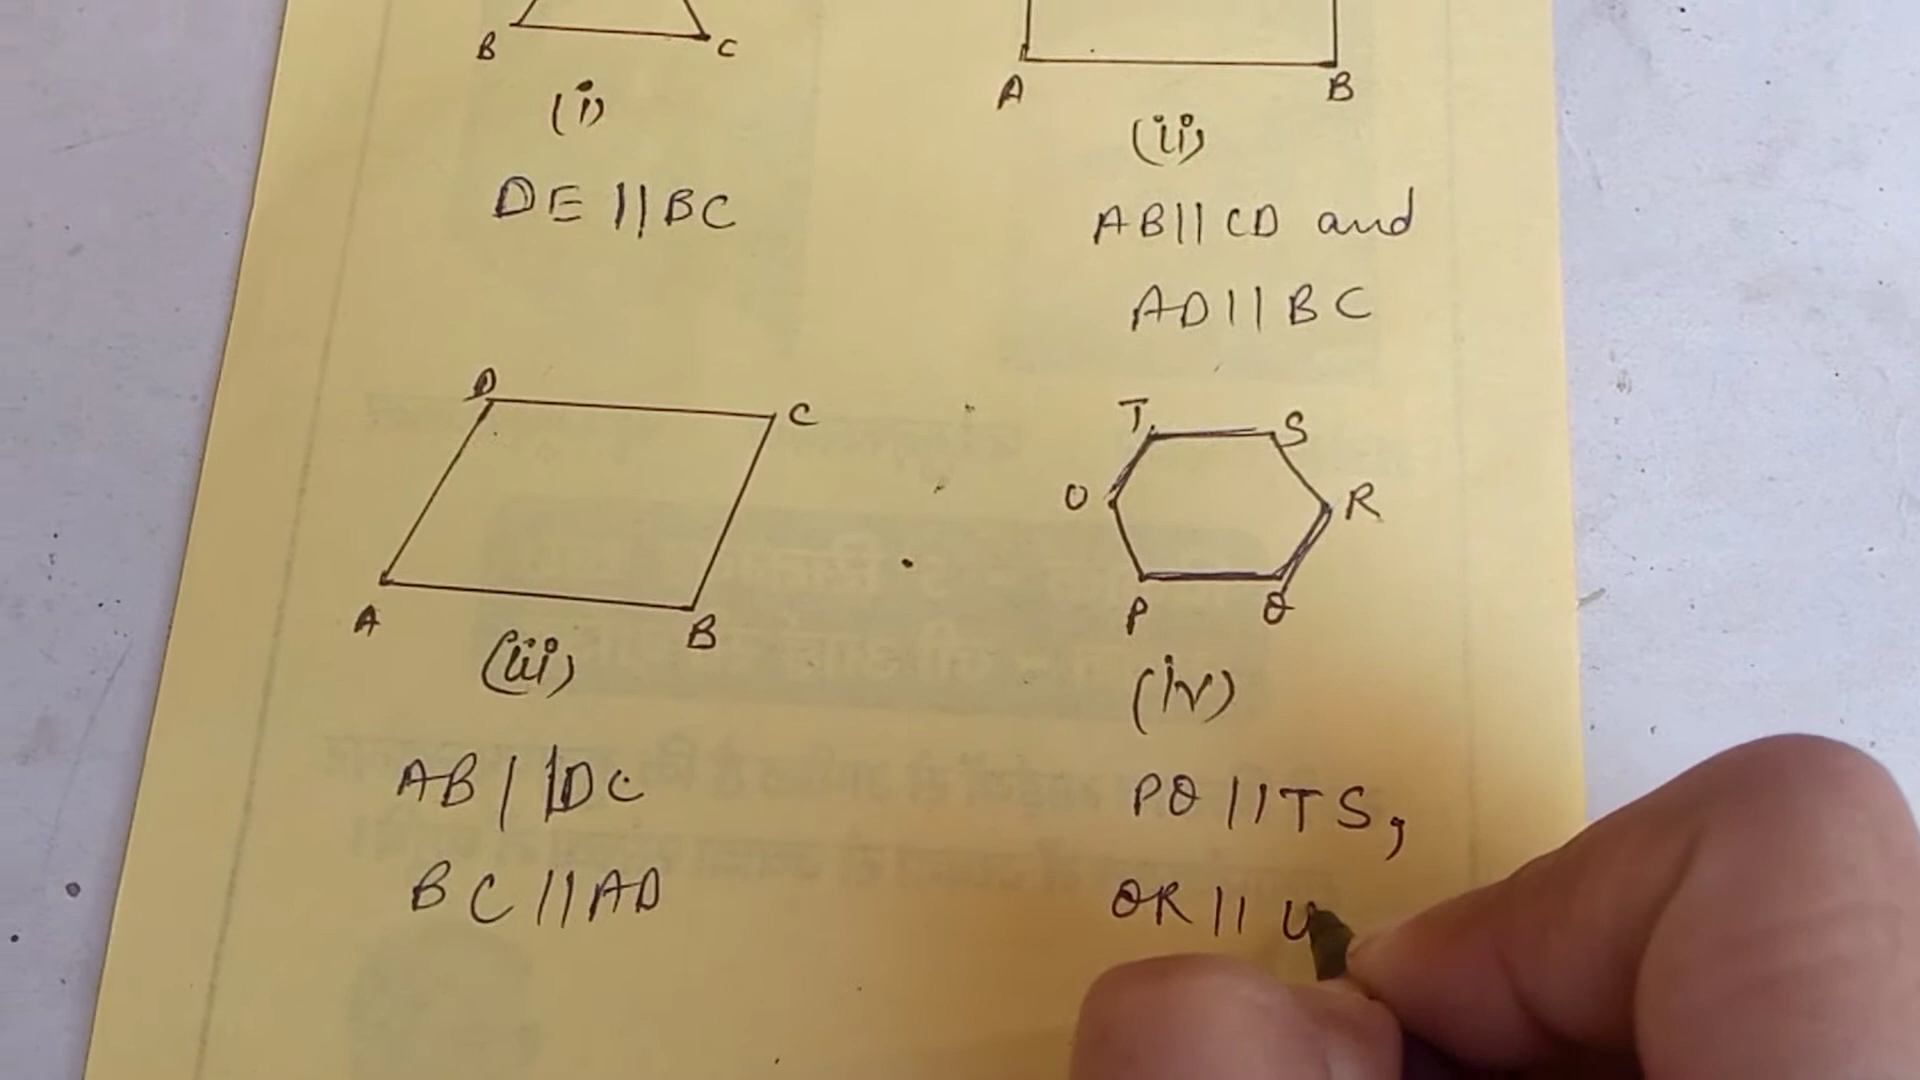 B C
A B
(i)
(ii)
DE || BC
AB || CD and
AD || BC
D C
T S
O R
A B
P Q
(iii)
(iv)
AB || DC
PQ || TS,
BC || AD
QR || U